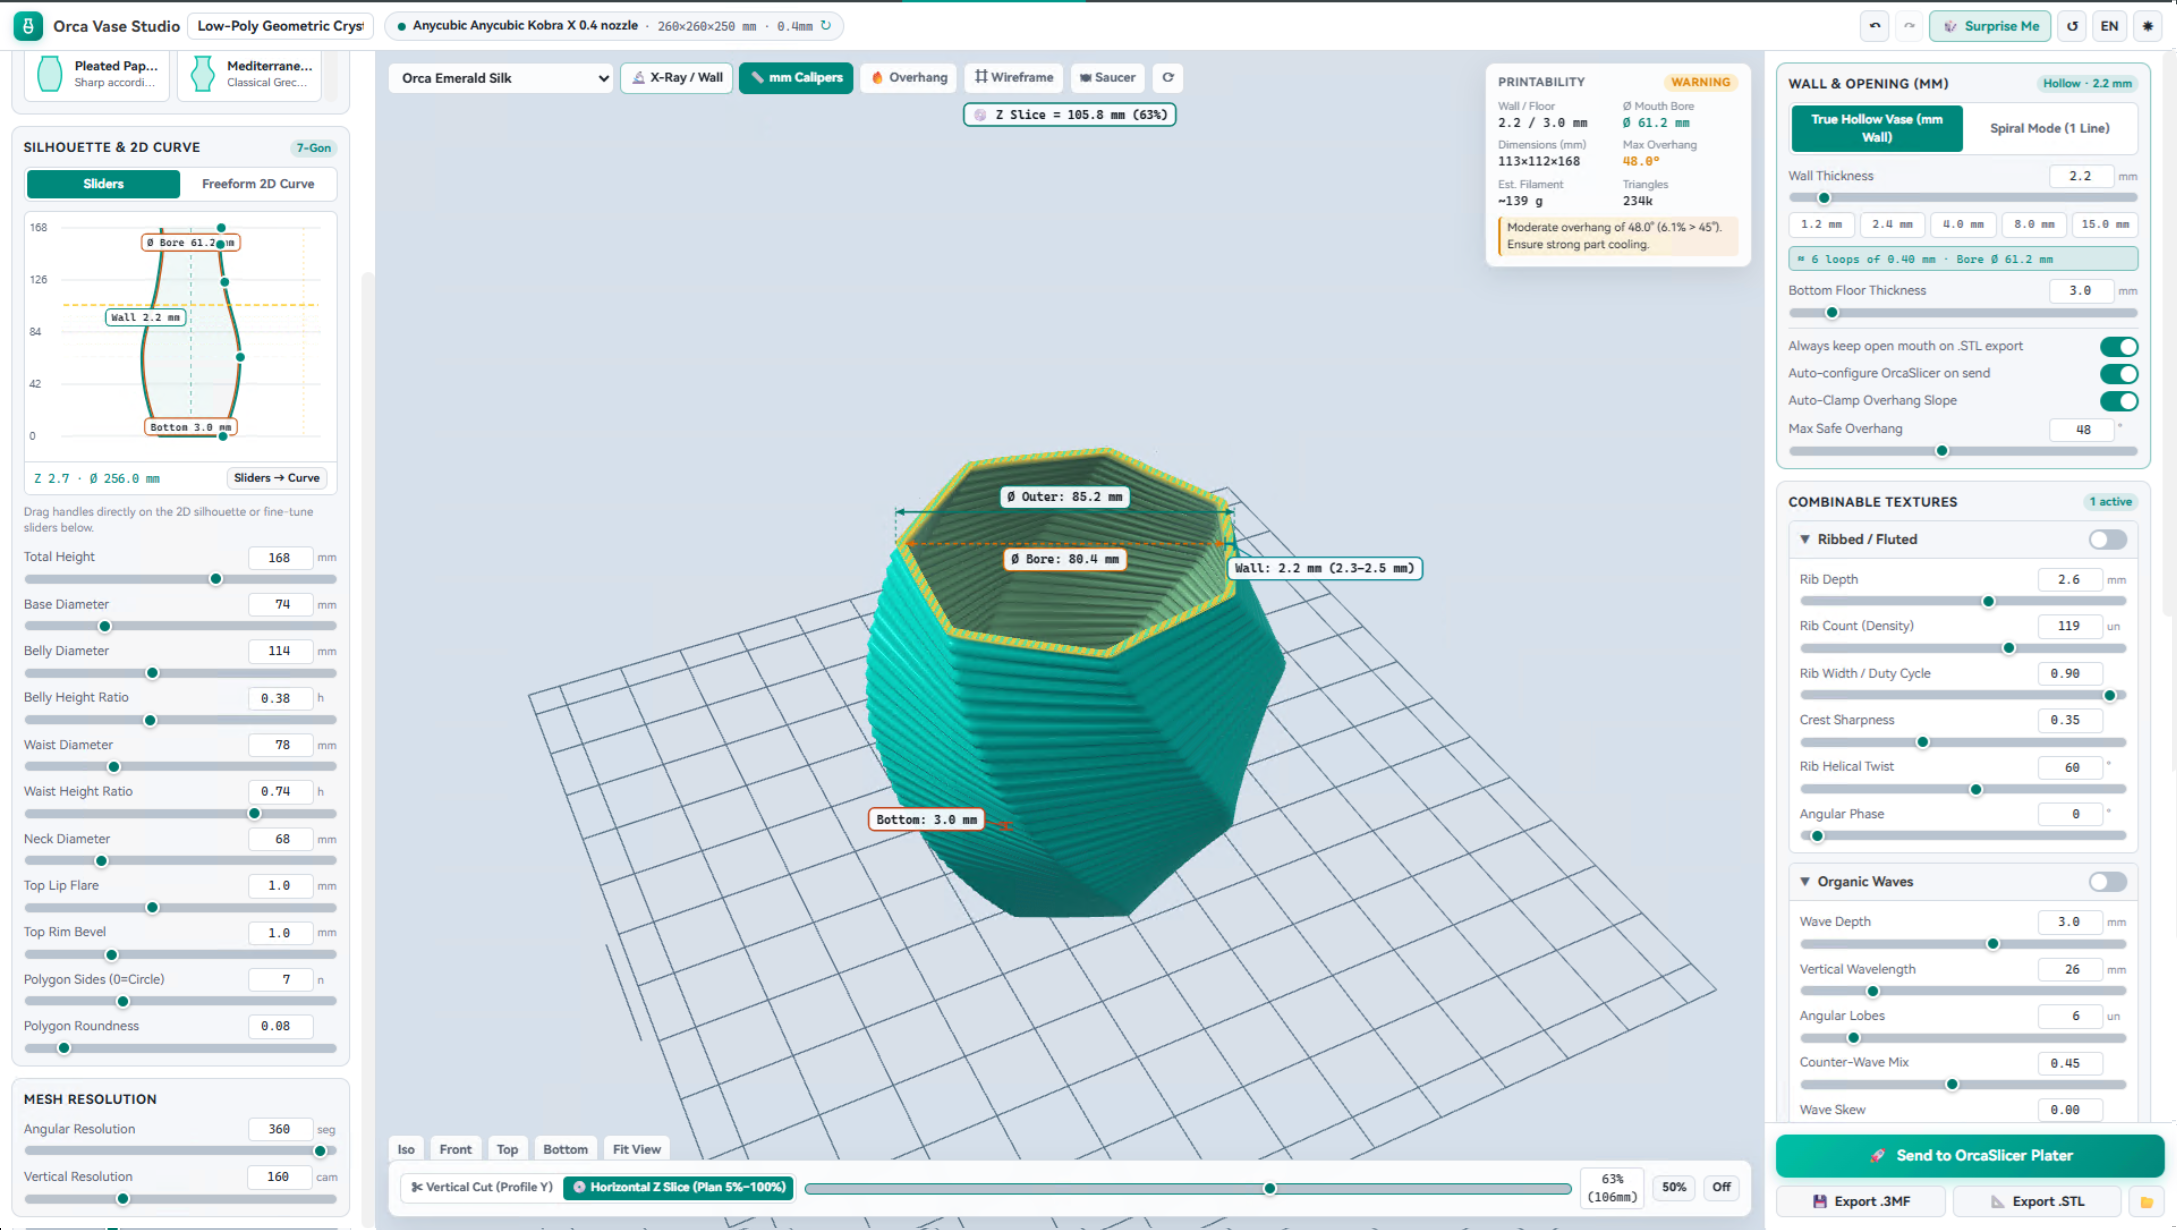 Orca Vase Studio
Low-Poly Geometric Crys
Anycubic Anycubic Kobra X 0.4 nozzle · 260×260×250 mm · 0.4mm ↻
Surprise Me
EN
Pleated Pap...
Sharp accordi...
Mediterrane...
Classical Grec...
SILHOUETTE & 2D CURVE
7-Gon
Sliders
Freeform 2D Curve
168
Ø Bore 61.2 mm
126
Wall 2.2 mm
84
42
Bottom 3.0 mm
0
Z 2.7 · Ø 256.0 mm
Sliders → Curve
Drag handles directly on the 2D silhouette or fine-tune
sliders below.
Total Height 168 mm
Base Diameter 74 mm
Belly Diameter 114 mm
Belly Height Ratio 0.38 h
Waist Diameter 78 mm
Waist Height Ratio 0.74 h
Neck Diameter 68 mm
Top Lip Flare 1.0 mm
Top Rim Bevel 1.0 mm
Polygon Sides (0=Circle) 7 n
Polygon Roundness 0.08
MESH RESOLUTION
Angular Resolution 360 seg
Vertical Resolution 160 cam
Orca Emerald Silk
X-Ray / Wall
mm Calipers
Overhang
Wireframe
Saucer
Z Slice = 105.8 mm (63%)
PRINTABILITY
WARNING
Wall / Floor
2.2 / 3.0 mm
Ø Mouth Bore
Ø 61.2 mm
Dimensions (mm)
113×112×168
Max Overhang
48.0°
Est. Filament
~139 g
Triangles
234k
Moderate overhang of 48.0° (6.1% > 45°).
Ensure strong part cooling.
Ø Outer: 85.2 mm
Ø Bore: 80.4 mm
Wall: 2.2 mm (2.3–2.5 mm)
Bottom: 3.0 mm
Iso
Front
Top
Bottom
Fit View
Vertical Cut (Profile Y)
Horizontal Z Slice (Plan 5%–100%)
63%
(106mm)
50%
Off
WALL & OPENING (MM)
Hollow · 2.2 mm
True Hollow Vase (mm
Wall)
Spiral Mode (1 Line)
Wall Thickness 2.2 mm
1.2 mm
2.4 mm
4.0 mm
8.0 mm
15.0 mm
≈ 6 loops of 0.40 mm · Bore Ø 61.2 mm
Bottom Floor Thickness 3.0 mm
Always keep open mouth on .STL export
Auto-configure OrcaSlicer on send
Auto-Clamp Overhang Slope
Max Safe Overhang 48 °
COMBINABLE TEXTURES
1 active
▼ Ribbed / Fluted
Rib Depth 2.6 mm
Rib Count (Density) 119 un
Rib Width / Duty Cycle 0.90
Crest Sharpness 0.35
Rib Helical Twist 60 °
Angular Phase 0 °
▼ Organic Waves
Wave Depth 3.0 mm
Vertical Wavelength 26 mm
Angular Lobes 6 un
Counter-Wave Mix 0.45
Wave Skew 0.00
Send to OrcaSlicer Plater
Export .3MF
Export .STL